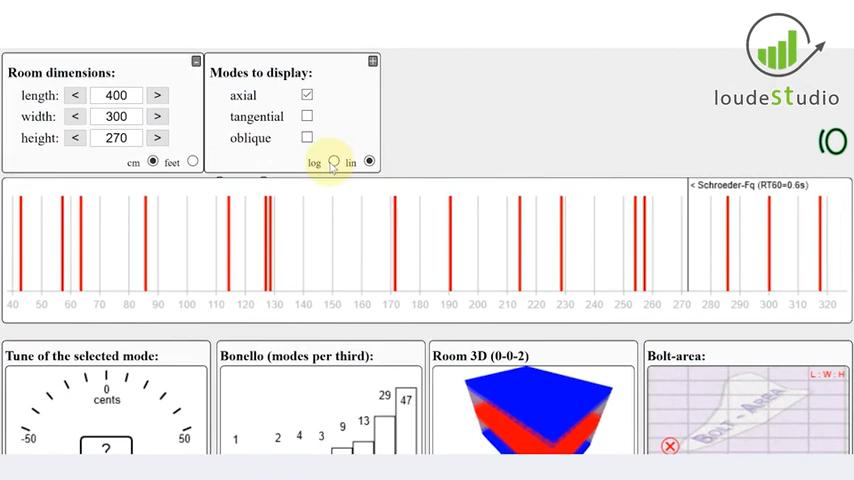 loudeStudio
Room dimensions:
length: < 400 >
width: < 300 >
height: < 270 >
cm feet
Modes to display:
axial
tangential
oblique
log lin
< Schroeder-Fq (RT60=0.6s)
40 50 60 70 80 90 100 110 120 130 140 150 160 170 180 190 200 210 220 230 240 250 260 270 280 290 300 310 320
Tune of the selected mode:
0
cents
-50 50
?
Bonello (modes per third):
1 2 4 3 9 13 29 47
Room 3D (0-0-2)
Bolt-area:
L : W : H
BOLT - AREA